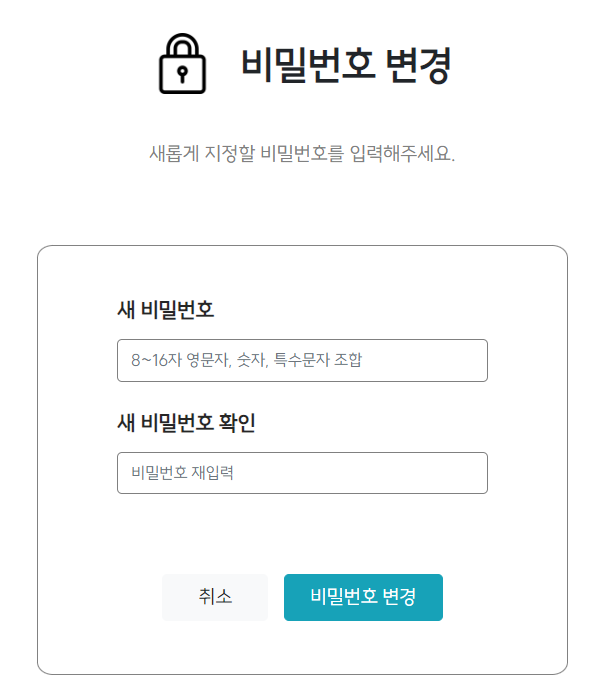 비밀번호 변경
새롭게 지정할 비밀번호를 입력해주세요.
새 비밀번호
8~16자 영문자, 숫자, 특수문자 조합
새 비밀번호 확인
비밀번호 재입력
취소
비밀번호 변경